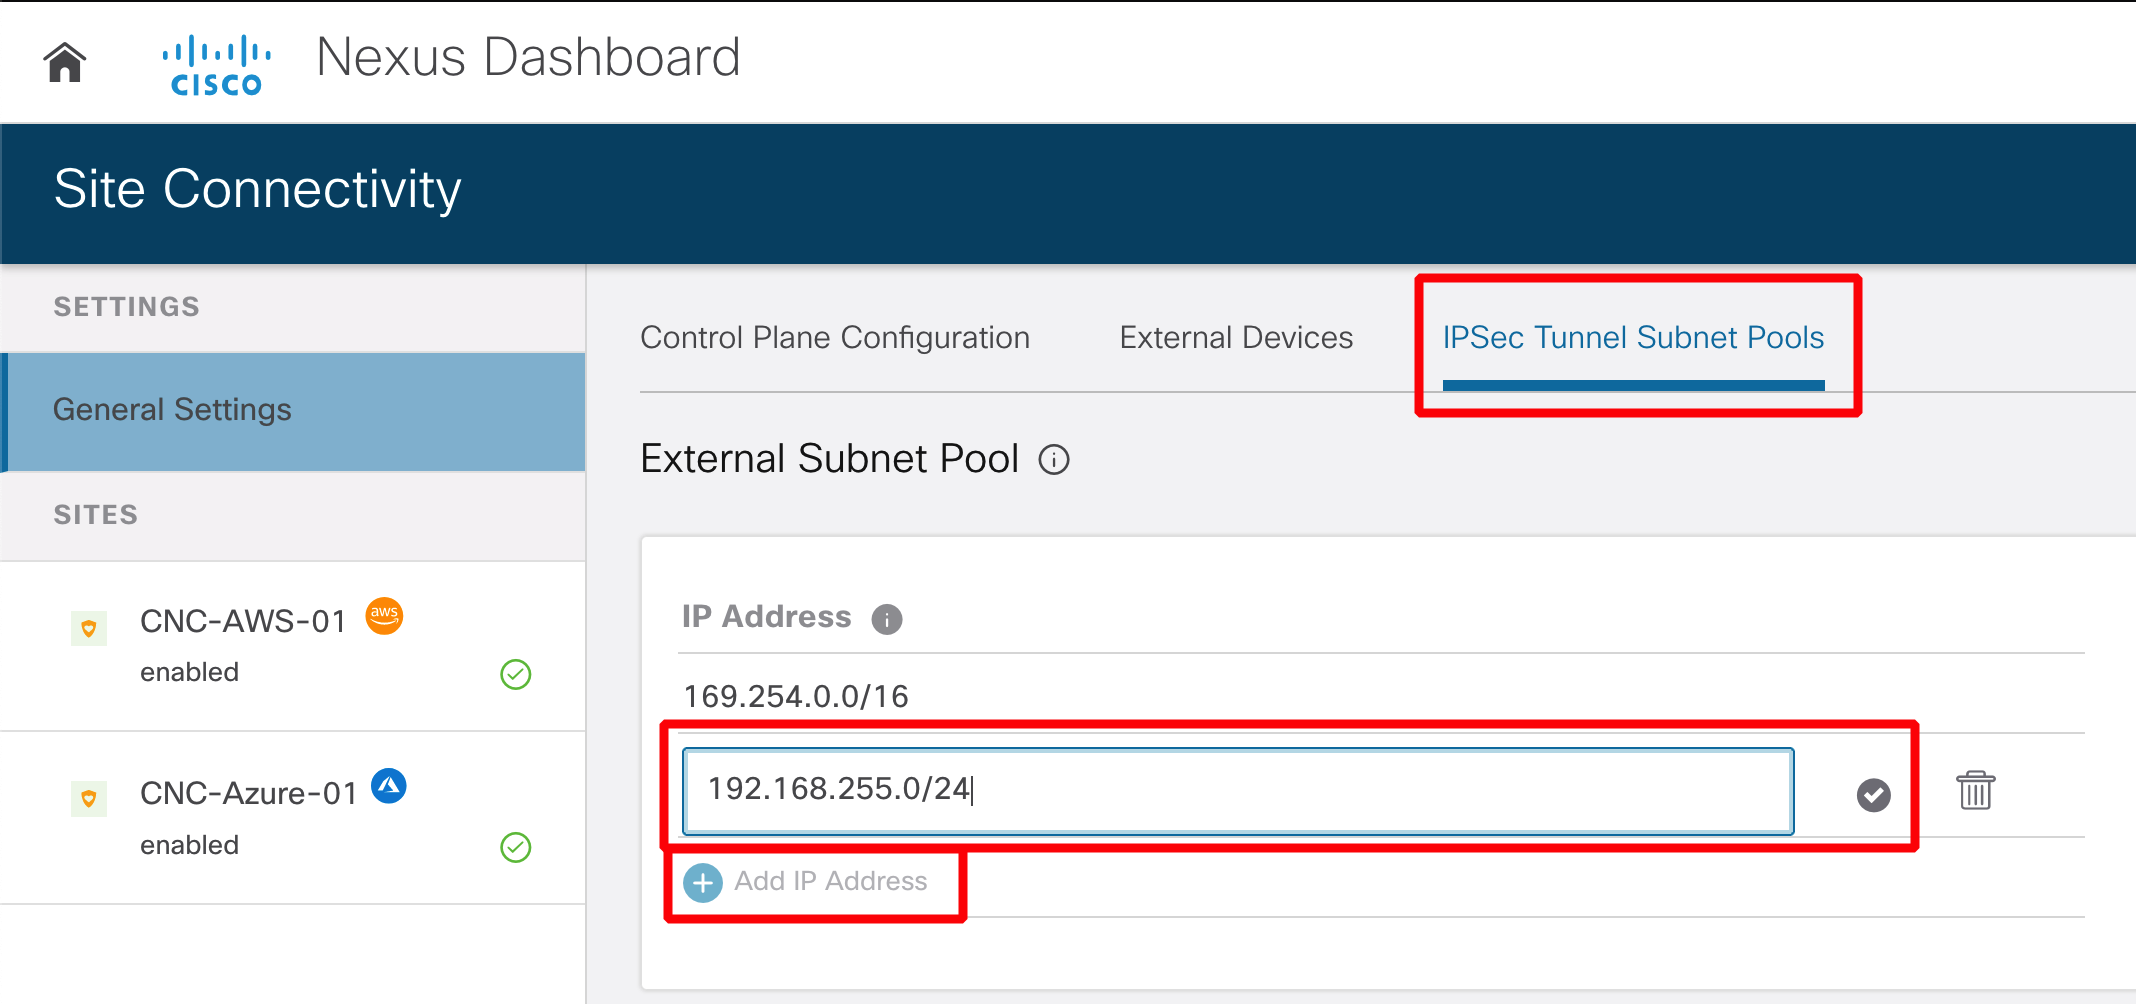 CISCO Nexus Dashboard
Site Connectivity
SETTINGS
General Settings
SITES
CNC-AWS-01 aws
enabled
CNC-Azure-01
enabled
Control Plane Configuration External Devices IPSec Tunnel Subnet Pools
External Subnet Pool
IP Address
169.254.0.0/16
192.168.255.0/24
Add IP Address